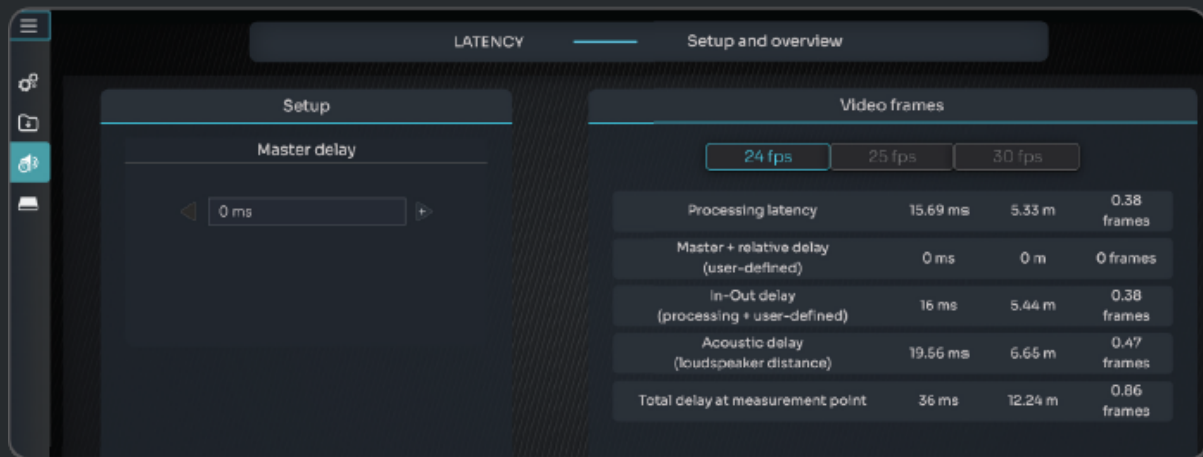 LATENCY Setup and overview
Setup
Master delay
0 ms
+
Video frames
24 fps 25 fps 30 fps
Processing latency 15.69 ms 5.33 m 0.38 frames
Master + relative delay
(user-defined) 0 ms 0 m 0 frames
In-Out delay
(processing + user-defined) 16 ms 5.44 m 0.38 frames
Acoustic delay
(loudspeaker distance) 19.56 ms 6.65 m 0.47 frames
Total delay at measurement point 36 ms 12.24 m 0.86 frames